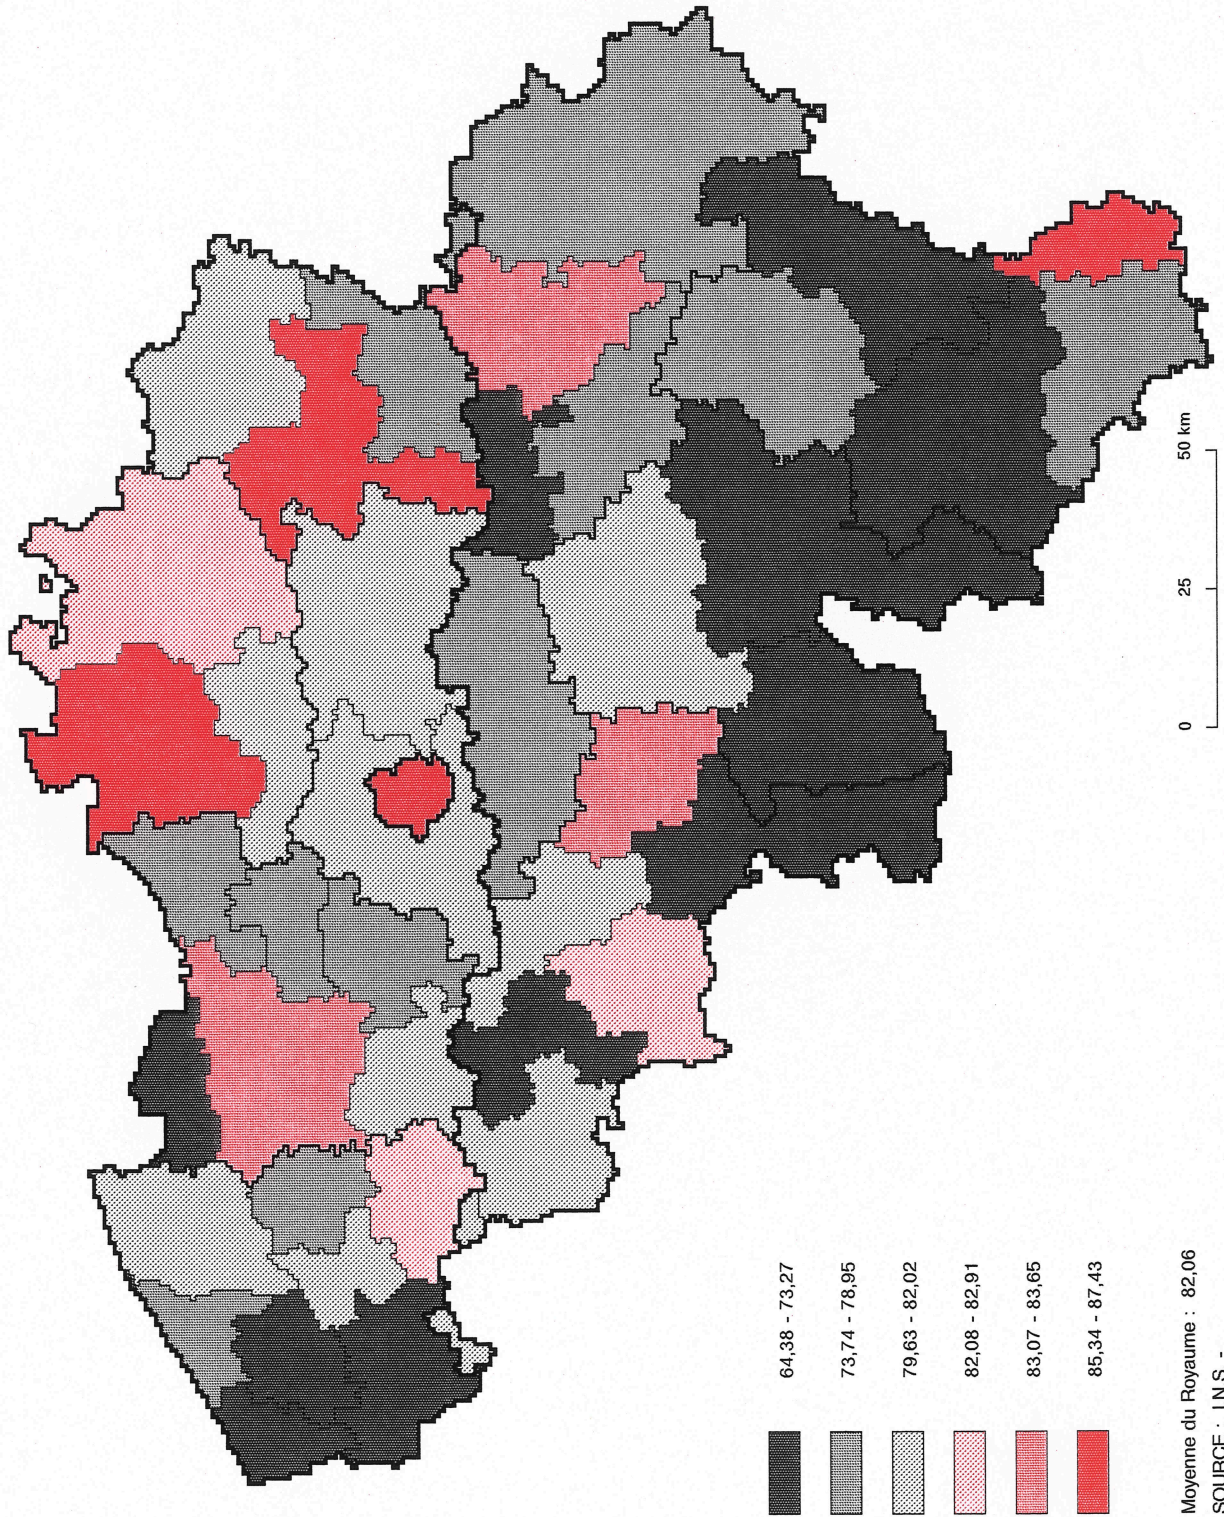 64,38 - 73,27
73,74 - 78,95
79,63 - 82,02
82,08 - 82,91
83,07 - 83,65
85,34 - 87,43
0 25 50 km
Moyenne du Royaume : 82,06
SOURCE : I.N.S. -